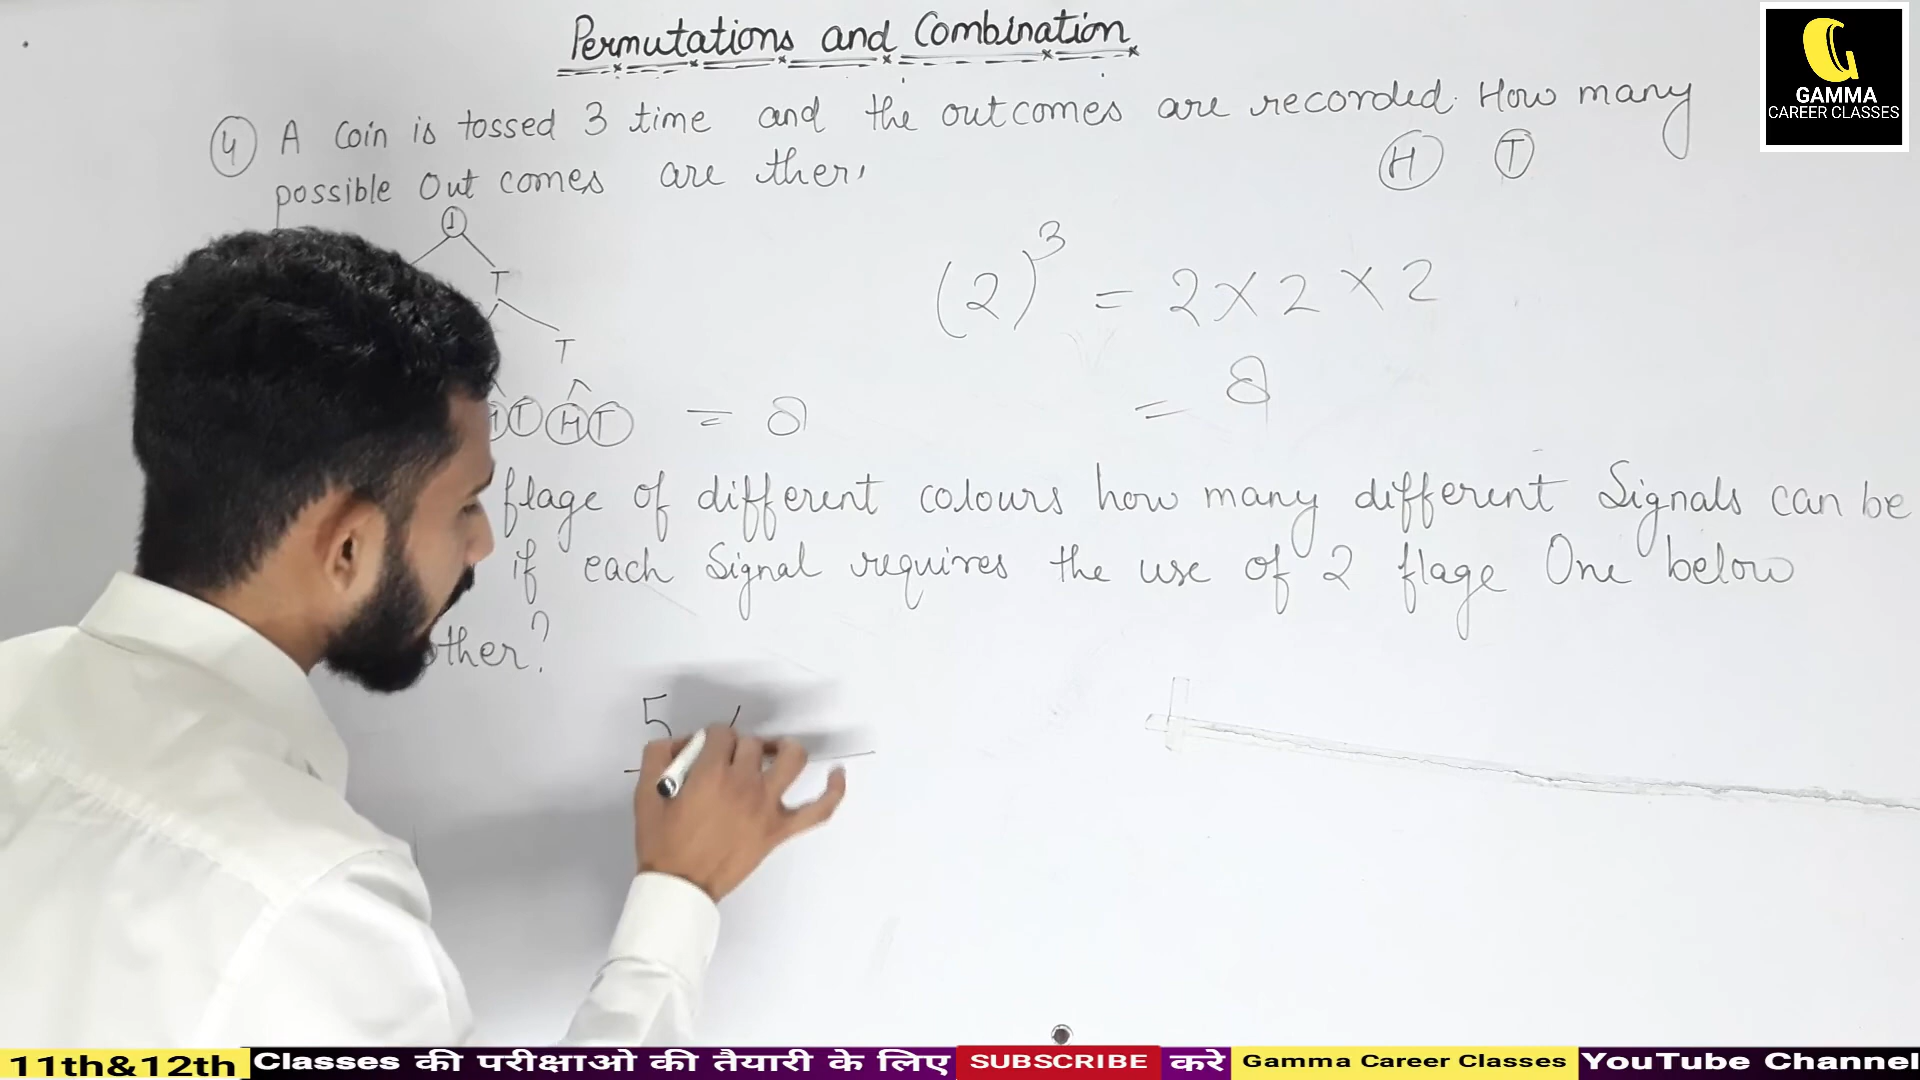 Permutations and Combination
GAMMA
CAREER CLASSES
④ A Coin is tossed 3 time and the outcomes are recorded. How many
possible Out comes are ther,
H T
1
T
(2)³ = 2 × 2 × 2
T
= 8
T H T = 8
flage of different colours how many different Signals can be
if each Signal requires the use of 2 flage One below
other?
5
11th&12th Classes की परीक्षाओ की तैयारी के लिए SUBSCRIBE करे Gamma Career Classes YouTube Channel